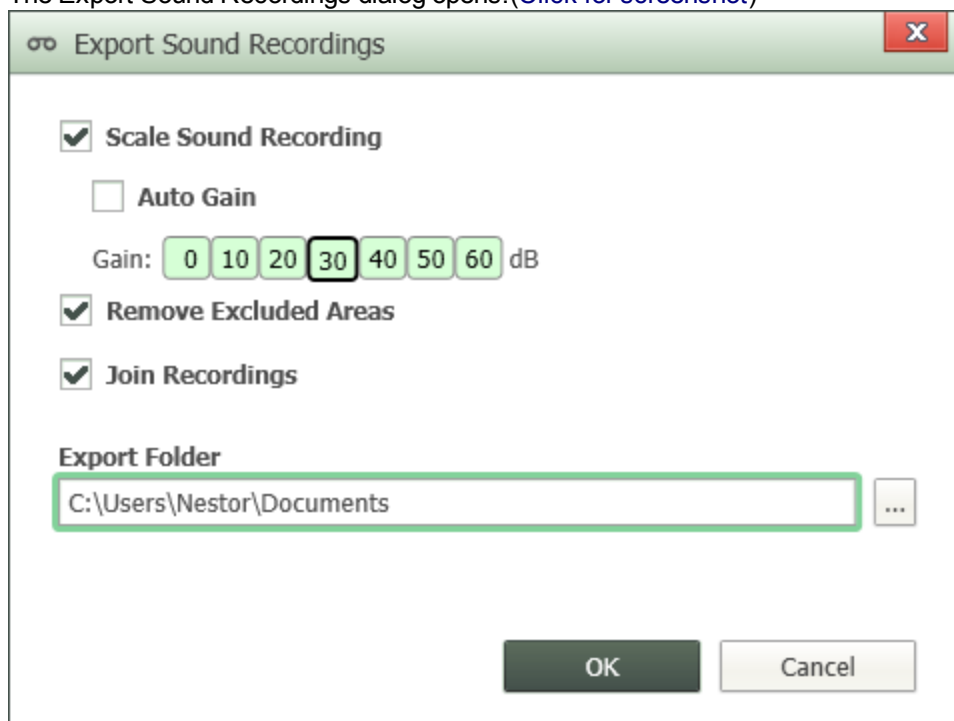 The Export Sound Recordings dialog opens.(Click for screenshot)
Export Sound Recordings
Scale Sound Recording
Auto Gain
Gain: 0 10 20 30 40 50 60 dB
Remove Excluded Areas
Join Recordings
Export Folder
C:\Users\Nestor\Documents
...
OK Cancel